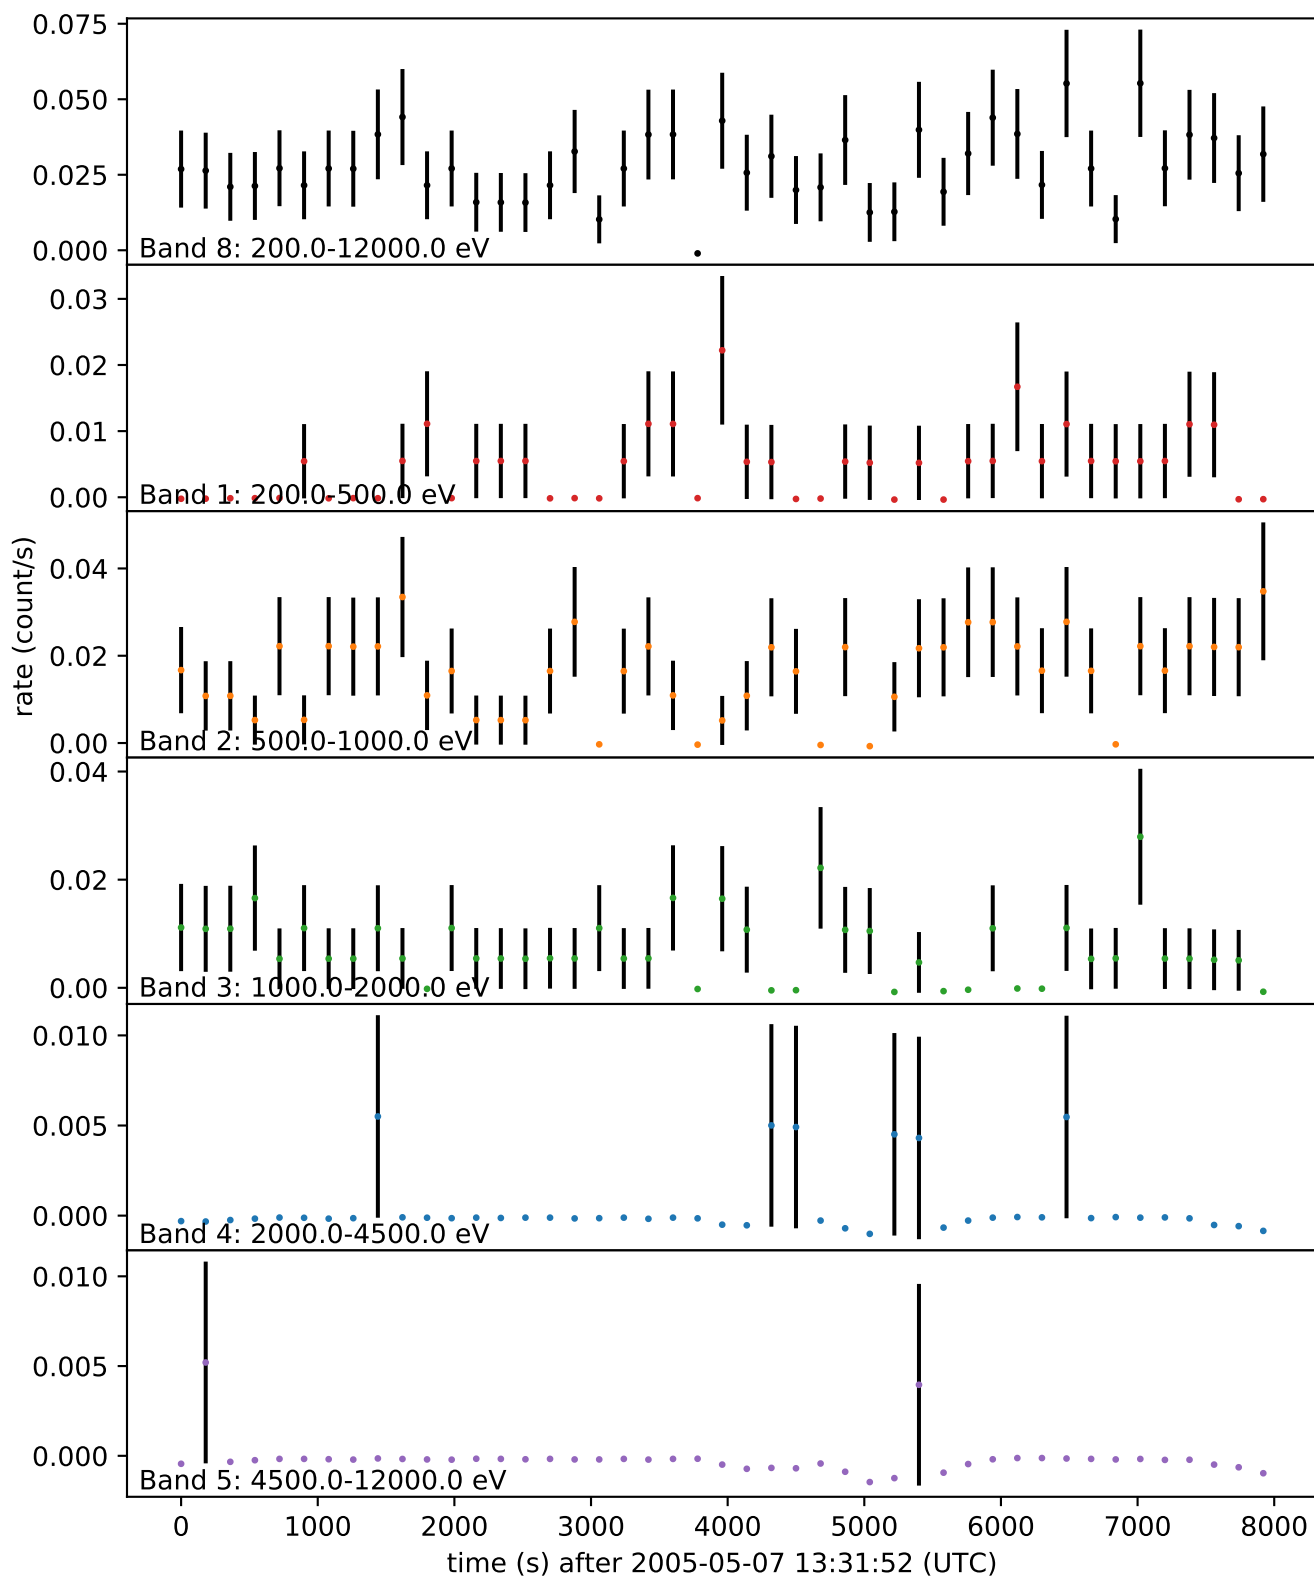 0.075
0.050
0.025
0.000
Band 8: 200.0-12000.0 eV
0.03
0.02
0.01
0.00
Band 1: 200.0-500.0 eV
rate (count/s)
0.04
0.02
0.00
Band 2: 500.0-1000.0 eV
0.04
0.02
0.00
Band 3: 1000.0-2000.0 eV
0.010
0.005
0.000
Band 4: 2000.0-4500.0 eV
0.010
0.005
0.000
Band 5: 4500.0-12000.0 eV
0 1000 2000 3000 4000 5000 6000 7000 8000
time (s) after 2005-05-07 13:31:52 (UTC)